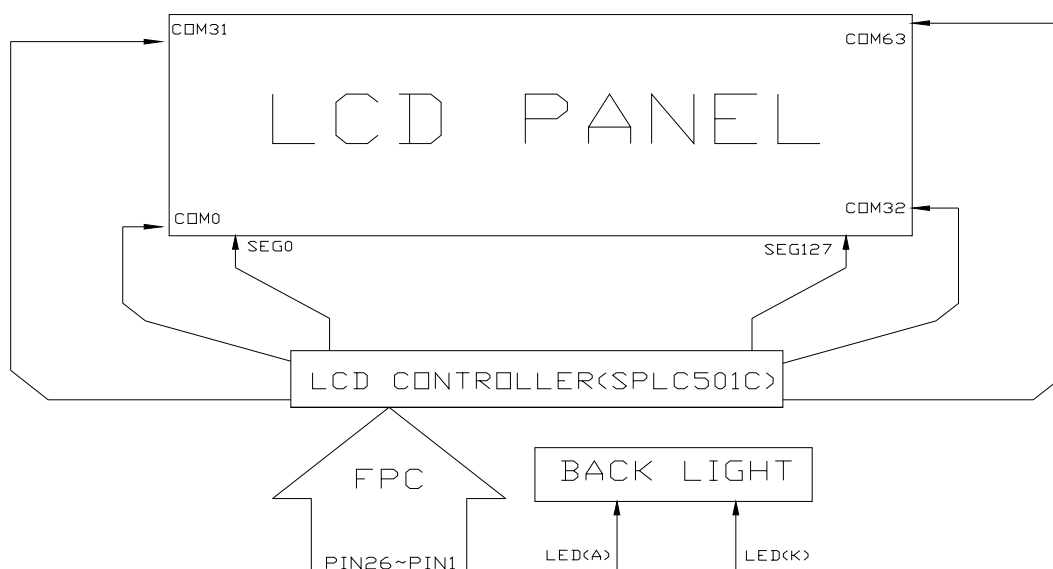 COM31
COM63
LCD PANEL
COM0
COM32
SEG0
SEG127
LCD CONTROLLER(SPLC501C)
FPC
BACK LIGHT
PIN26~PIN1
LED(A)
LED(K)